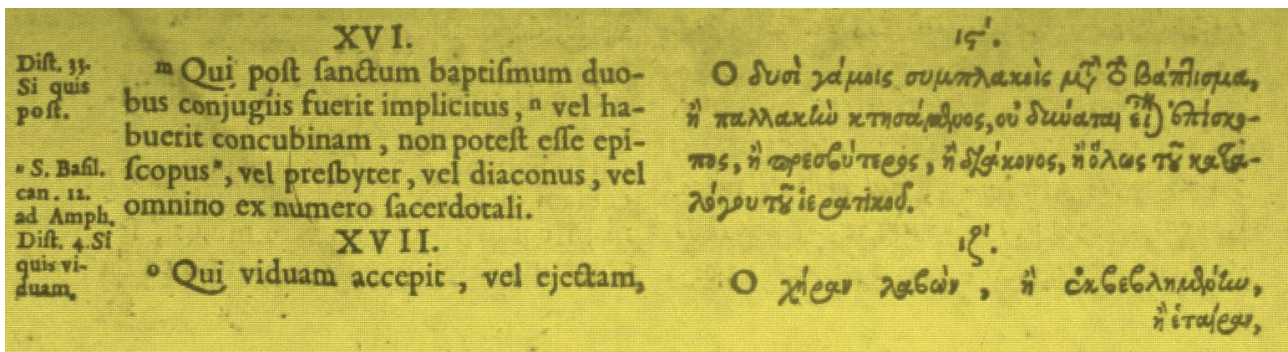 XVI.
Dist. 33.
Si quis
post.
ᵐ Qui post sanctum baptismum duo-
bus conjugiis fuerit implicitus, ⁿ vel ha-
buerit concubinam, non potest esse epi-
scopus*, vel presbyter, vel diaconus, vel
omnino ex numero sacerdotali.
* S. Basil.
can. 12.
ad Amph.
XVII.
Dist. 4. Si
quis vi-
duam,
ᵒ Qui viduam accepit, vel ejectam,
ιϛʹ.
Ο δυσὶ γάμοις συμπλακεὶς μετὰ τὸ βάπτισμα,
ἢ παλλακὴν κτησάμενος, οὐ δύναται εἶναι ἐπίσκο-
πος, ἢ πρεσβύτερος, ἢ διάκονος, ἢ ὅλως τοῦ κατα-
λόγου τοῦ ἱερατικοῦ.
ιζʹ.
Ο χήραν λαβὼν, ἢ ἐκβεβλημένην,
ἢ ἑταίραν,